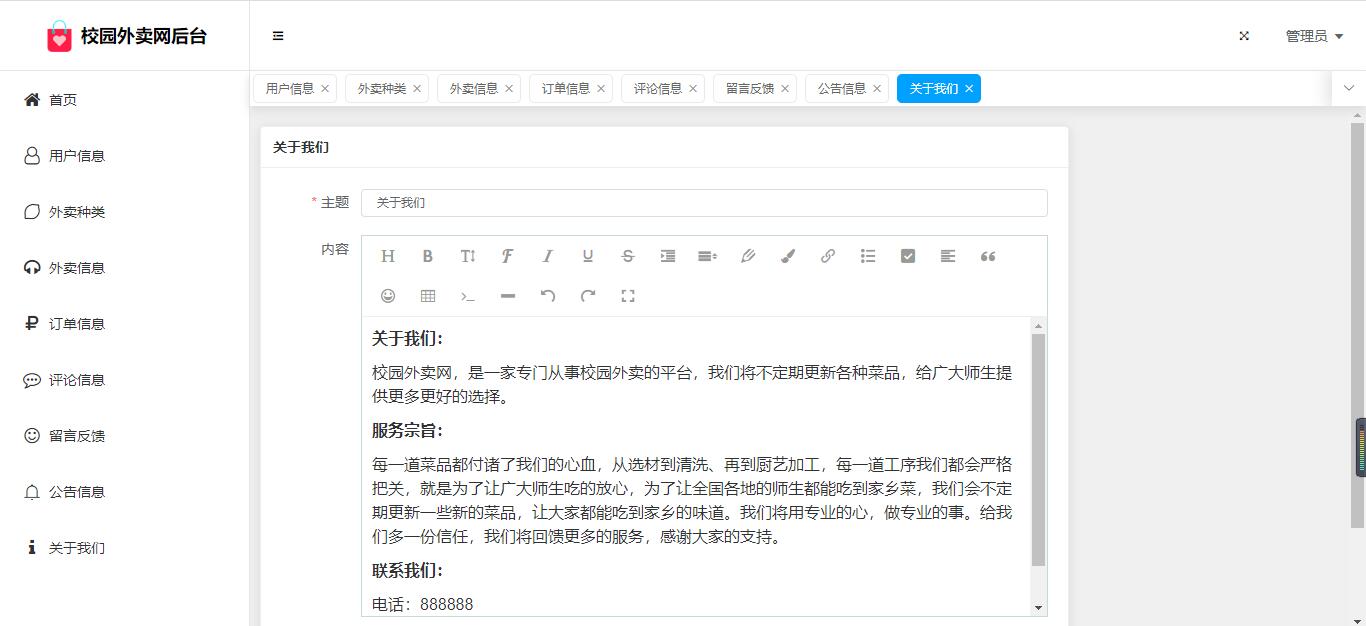 校园外卖网后台
管理员
用户信息 外卖种类 外卖信息 订单信息 评论信息 留言反馈 公告信息 关于我们
首页
用户信息
外卖种类
外卖信息
订单信息
评论信息
留言反馈
公告信息
关于我们
关于我们
* 主题 关于我们
内容
关于我们：
校园外卖网，是一家专门从事校园外卖的平台，我们将不定期更新各种菜品，给广大师生提
供更多更好的选择。
服务宗旨：
每一道菜品都付诸了我们的心血，从选材到清洗、再到厨艺加工，每一道工序我们都会严格
把关，就是为了让广大师生吃的放心，为了让全国各地的师生都能吃到家乡菜，我们会不定
期更新一些新的菜品，让大家都能吃到家乡的味道。我们将用专业的心，做专业的事。给我
们多一份信任，我们将回馈更多的服务，感谢大家的支持。
联系我们：
电话：888888